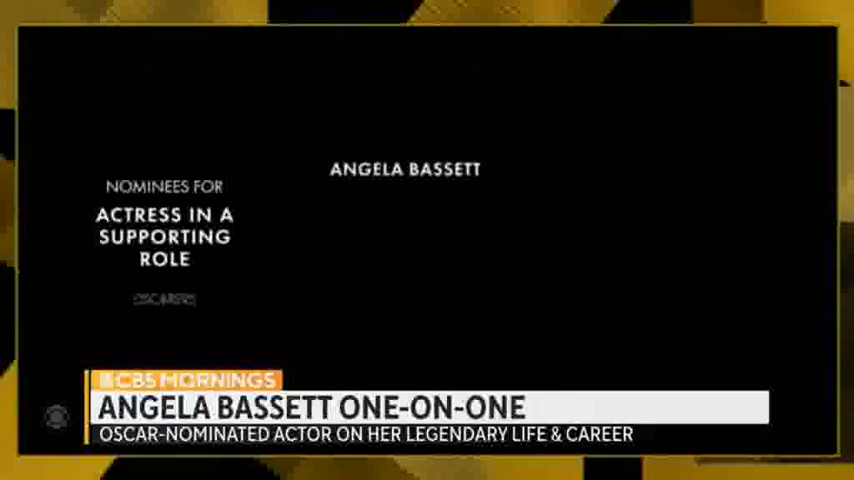 ANGELA BASSETT
NOMINEES FOR
ACTRESS IN A
SUPPORTING
ROLE
CBS MORNINGS
ANGELA BASSETT ONE-ON-ONE
OSCAR-NOMINATED ACTOR ON HER LEGENDARY LIFE & CAREER